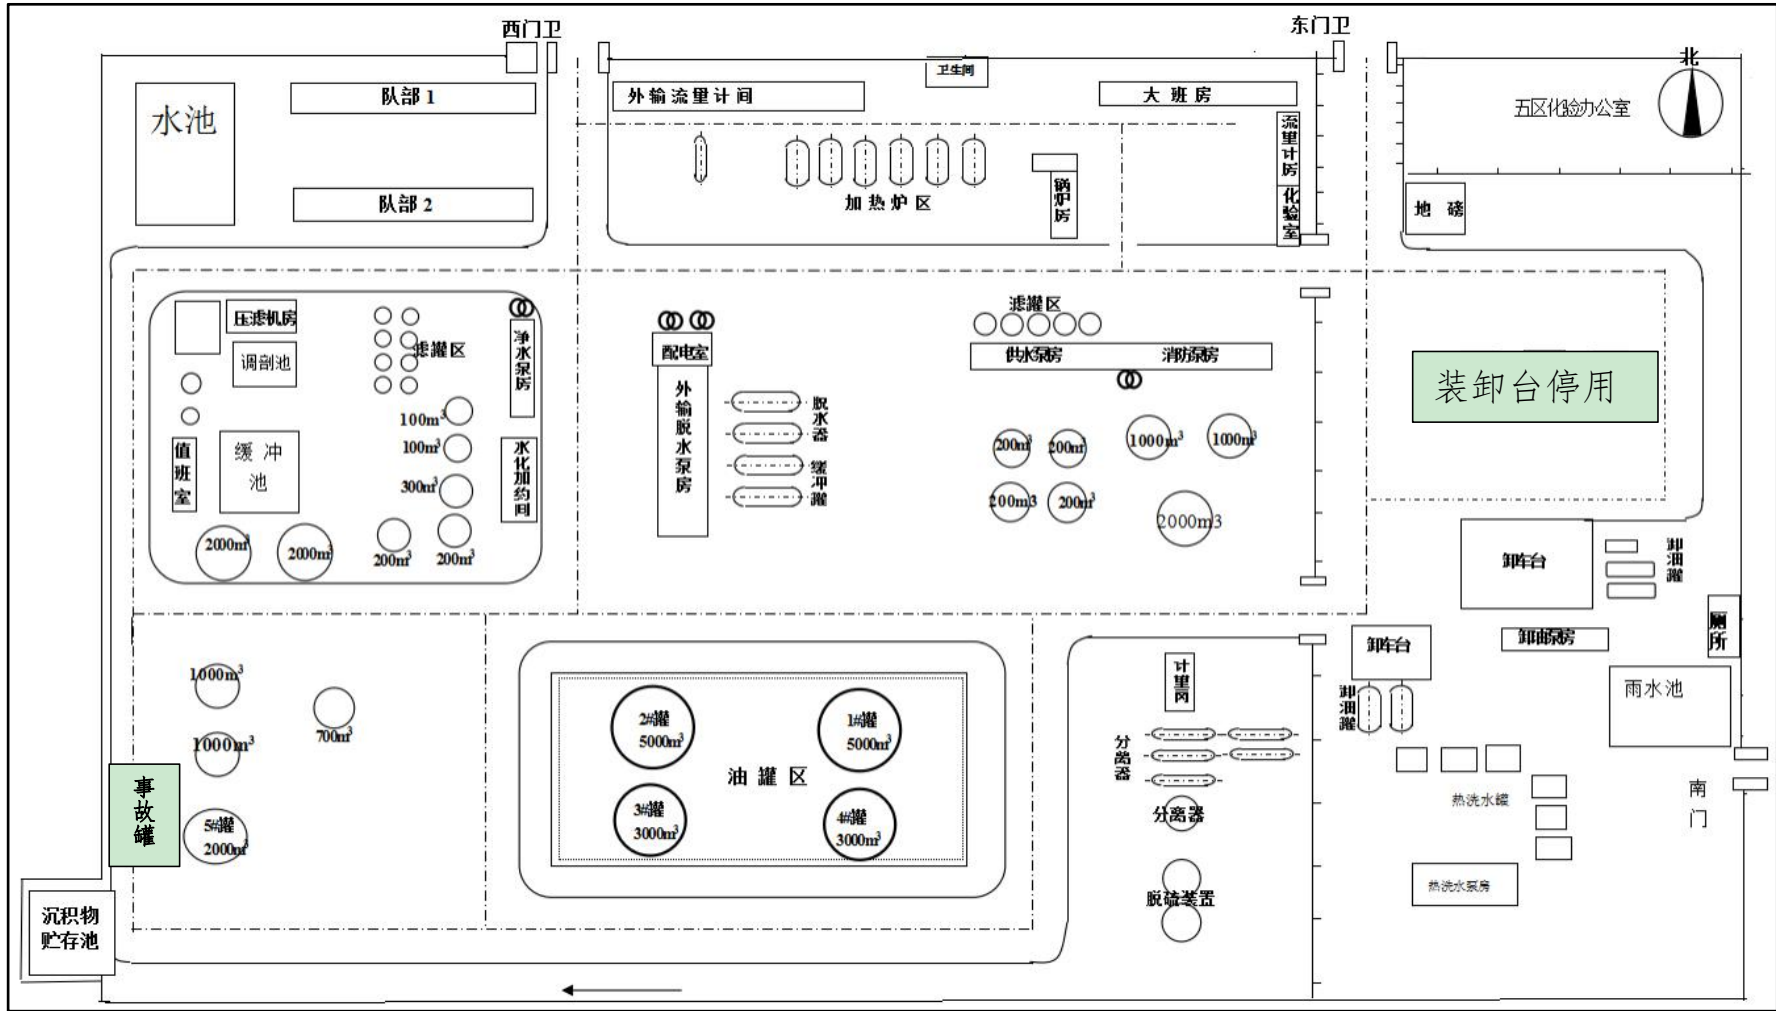 西门卫
东门卫
北
水池
队部 1
队部 2
外输流量计间
卫生间
大班房
五区化验办公室
加热炉区
锅炉房
流里计房
化验室
地 磅
压滤机房
调剖池
滤罐区
净水泵房
100m³
100m³
300m³
值班室
缓 冲
池
水化加约间
2000m³
2000m³
200m³
200m³
配电室
外输脱水泵房
脱水器
缓冲罐
滤罐区
供水泵房
消防泵房
200m³
200m³
1000m³
1000m³
200m3
200m³
2000m3
装卸台停用
卸车台
卸油罐
卸车台
卸油泵房
厕所
卸油罐
雨水池
1000m³
700m³
1000m³
事故罐
5#罐
2000m³
2#罐
5000m³
1#罐
5000m³
油罐区
3#罐
3000m³
4#罐
3000m³
计里间
分离器
分离器
脱硫装置
热洗水罐
南门
热洗水泵房
沉积物
贮存池